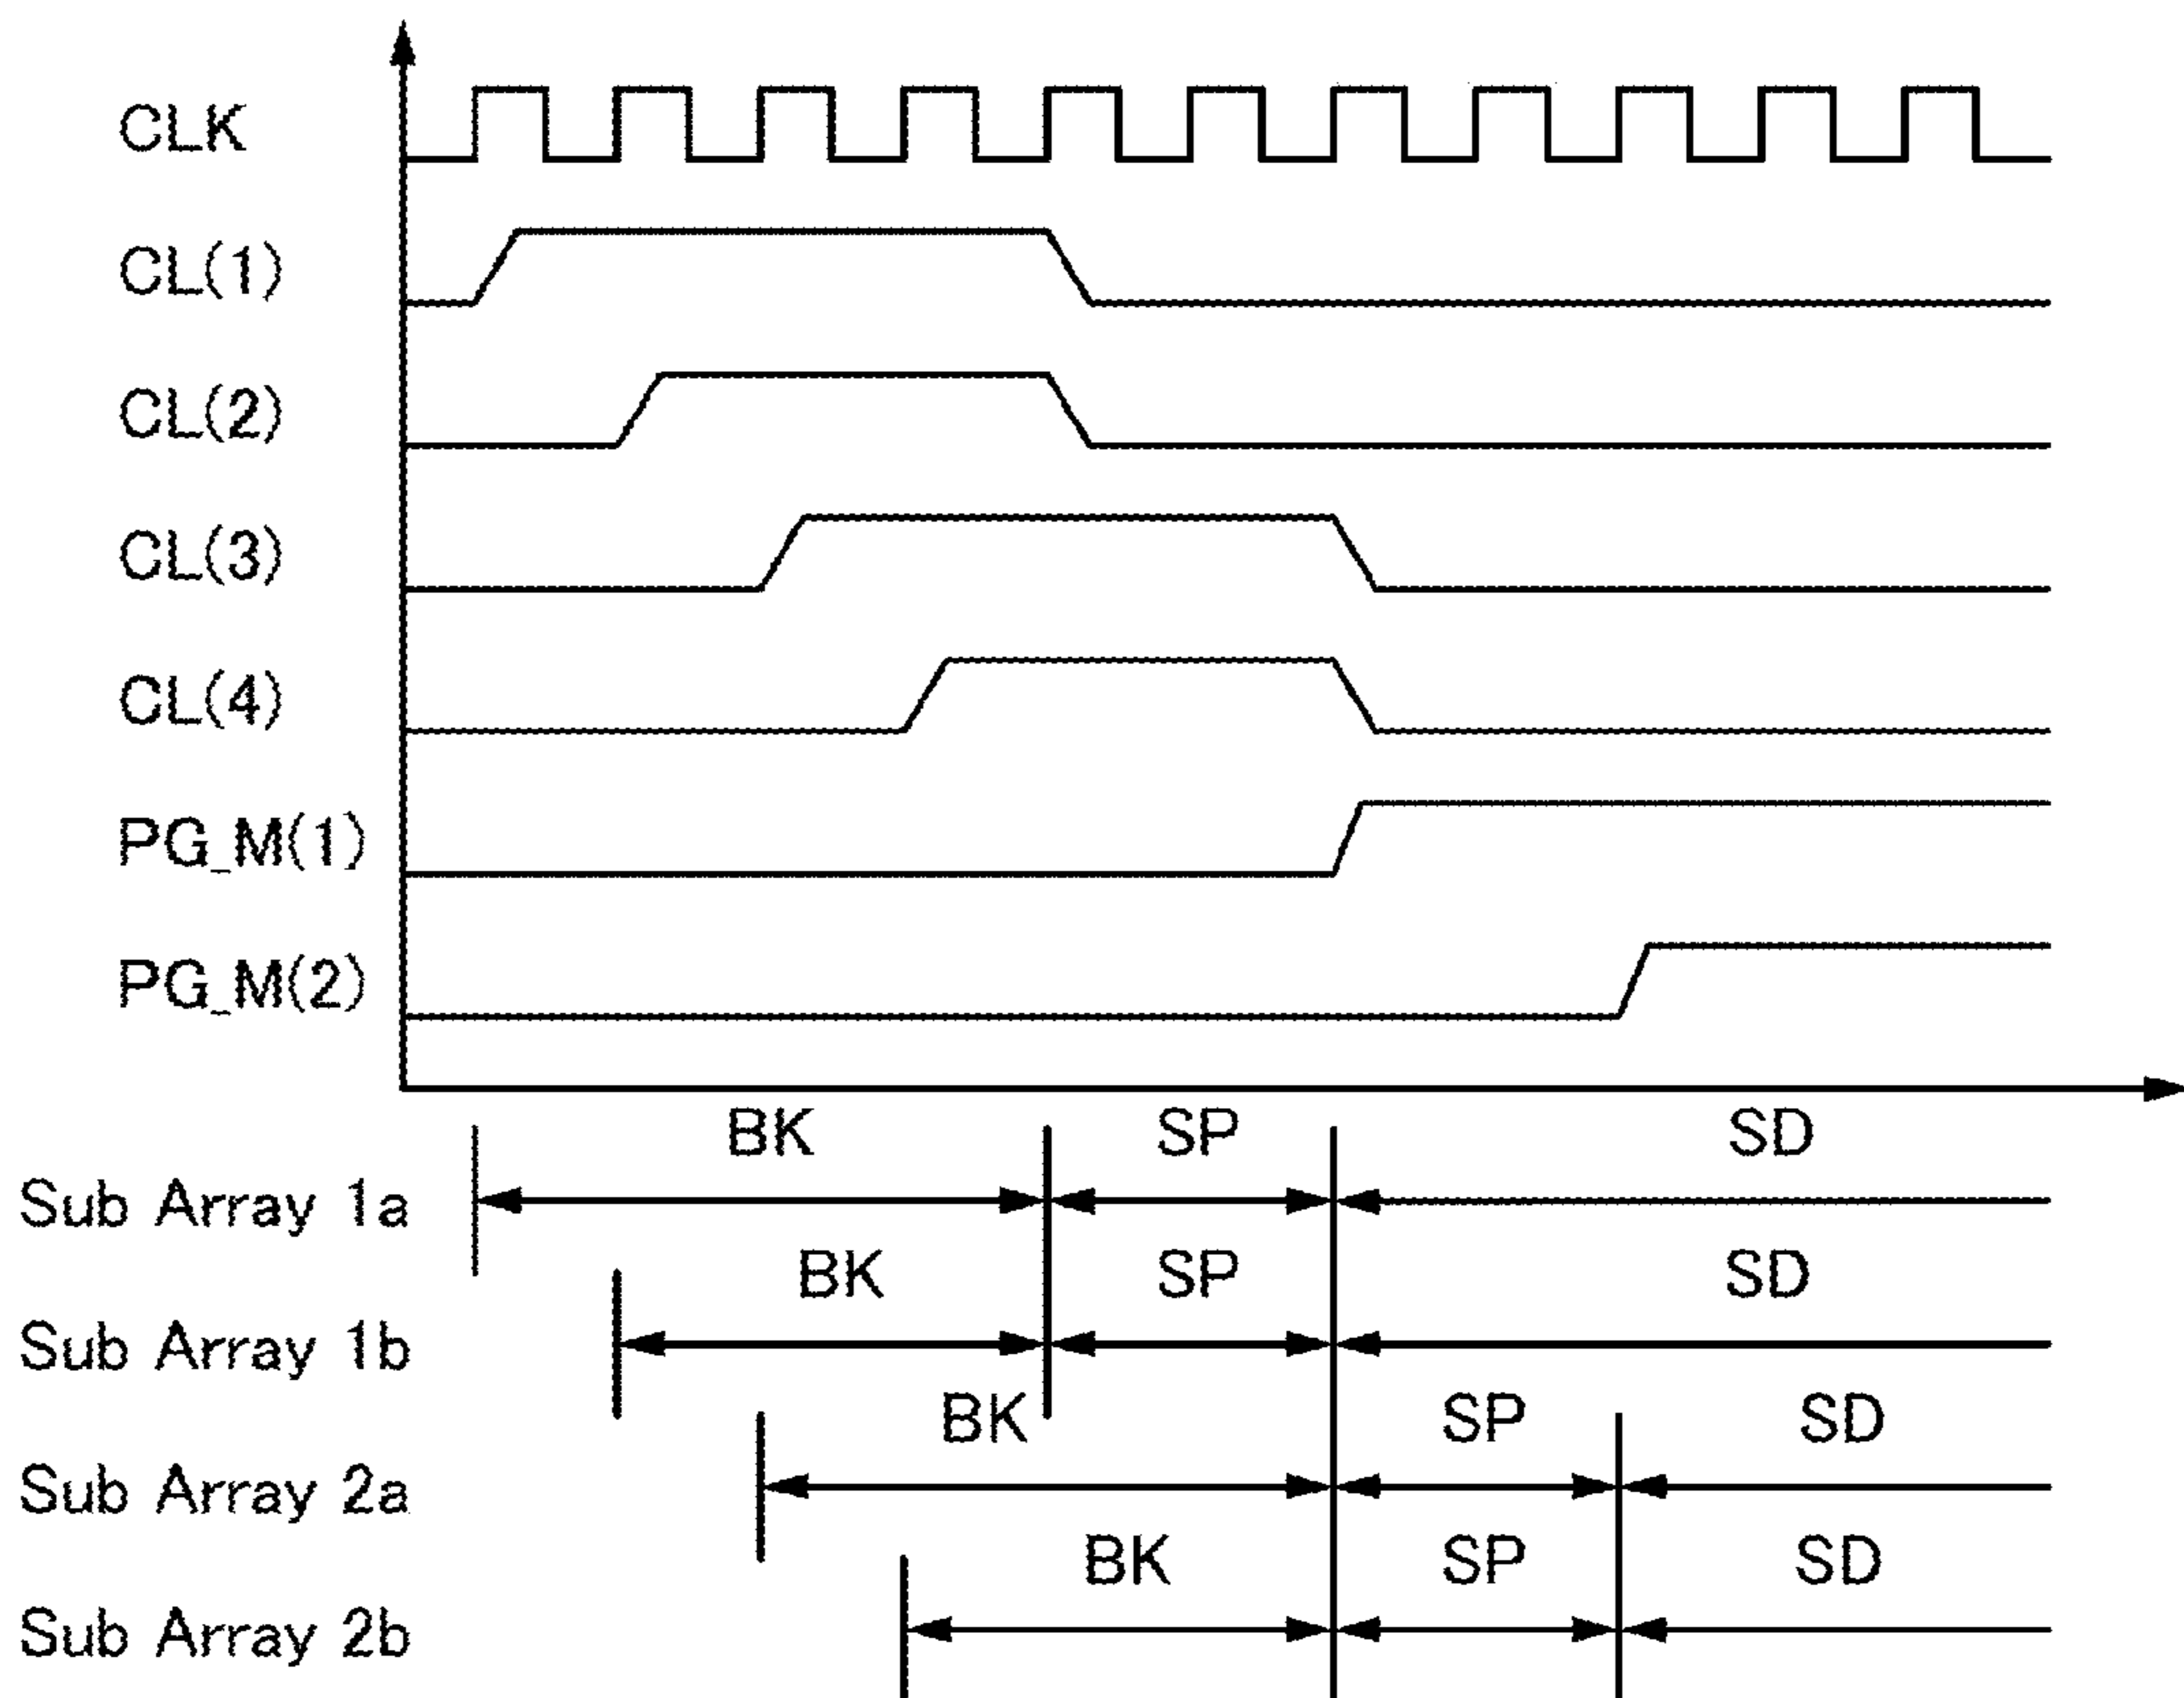 CLK
CL(1)
CL(2)
CL(3)
CL(4)
PG_M(1)
PG_M(2)
BK SP SD
Sub Array 1a
BK SP SD
Sub Array 1b
BK SP SD
Sub Array 2a
BK SP SD
Sub Array 2b